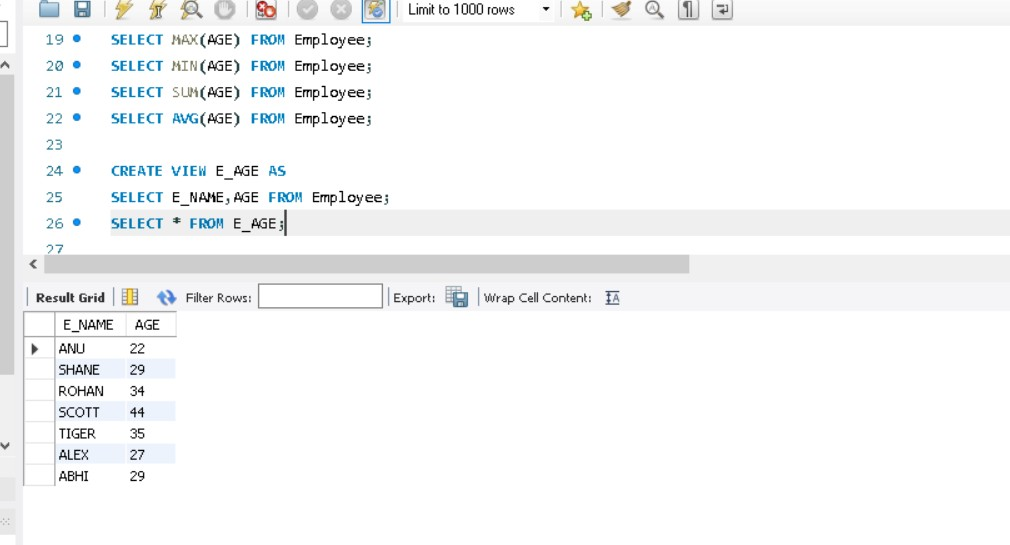 Limit to 1000 rows
19 SELECT MAX(AGE) FROM Employee;
20 SELECT MIN(AGE) FROM Employee;
21 SELECT SUM(AGE) FROM Employee;
22 SELECT AVG(AGE) FROM Employee;
23
24 CREATE VIEW E_AGE AS
25 SELECT E_NAME,AGE FROM Employee;
26 SELECT * FROM E_AGE;
27
Result Grid Filter Rows: Export: Wrap Cell Content: IA
E_NAME AGE
ANU 22
SHANE 29
ROHAN 34
SCOTT 44
TIGER 35
ALEX 27
ABHI 29